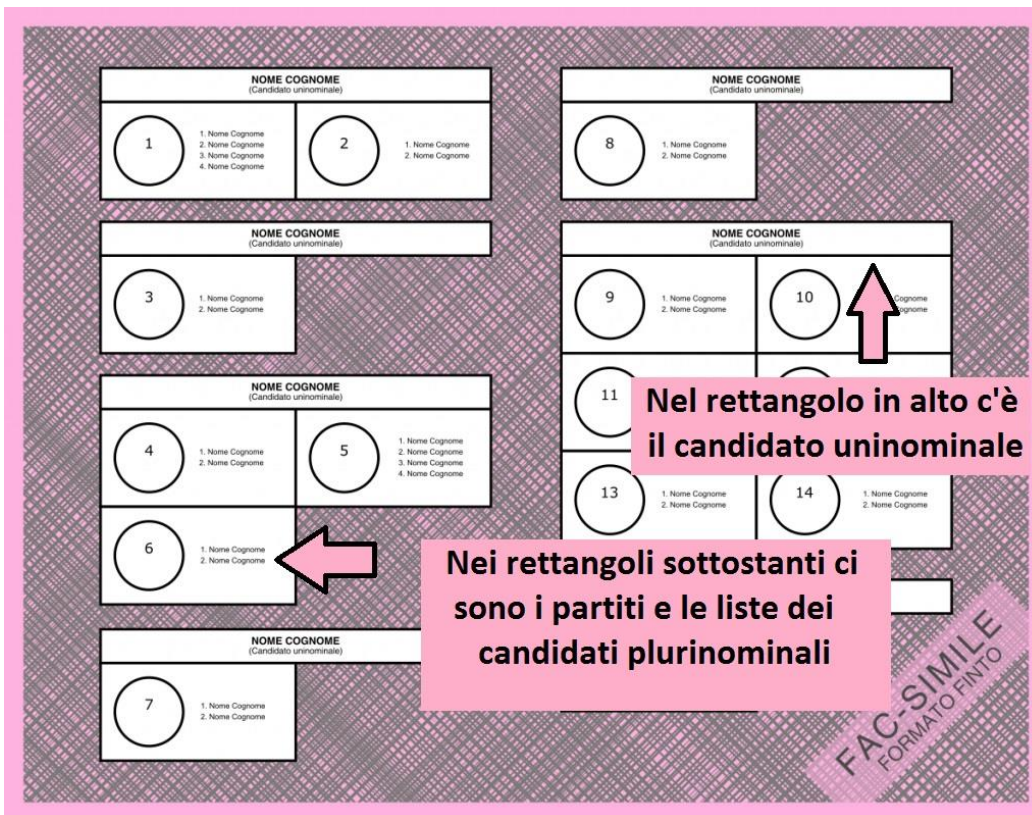 NOME COGNOME
(Candidato uninominale)
1
1. Nome Cognome
2. Nome Cognome
3. Nome Cognome
4. Nome Cognome
2
1. Nome Cognome
2. Nome Cognome
NOME COGNOME
(Candidato uninominale)
3
1. Nome Cognome
2. Nome Cognome
NOME COGNOME
(Candidato uninominale)
4
1. Nome Cognome
2. Nome Cognome
5
1. Nome Cognome
2. Nome Cognome
3. Nome Cognome
4. Nome Cognome
6
1. Nome Cognome
2. Nome Cognome
NOME COGNOME
(Candidato uninominale)
7
1. Nome Cognome
2. Nome Cognome
NOME COGNOME
(Candidato uninominale)
8
1. Nome Cognome
2. Nome Cognome
NOME COGNOME
(Candidato uninominale)
9
1. Nome Cognome
2. Nome Cognome
10
Cognome
Cognome
11
13
1. Nome Cognome
2. Nome Cognome
14
1. Nome Cognome
2. Nome Cognome
Nel rettangolo in alto c'è
il candidato uninominale
Nei rettangoli sottostanti ci
sono i partiti e le liste dei
candidati plurinominali
FAC-SIMILE
FORMATO FINTO